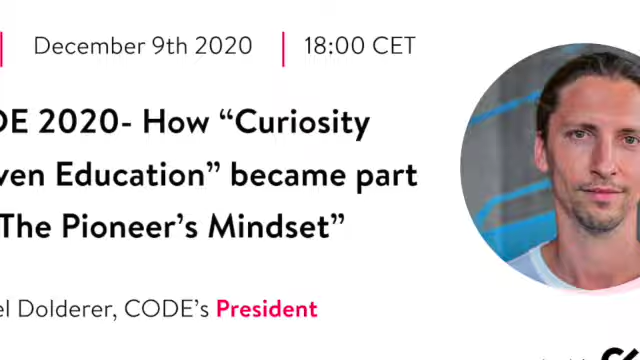 December 9th 2020 18:00 CET
DE 2020- How “Curiosity
ven Education” became part
“The Pioneer’s Mindset”
el Dolderer, CODE’s President